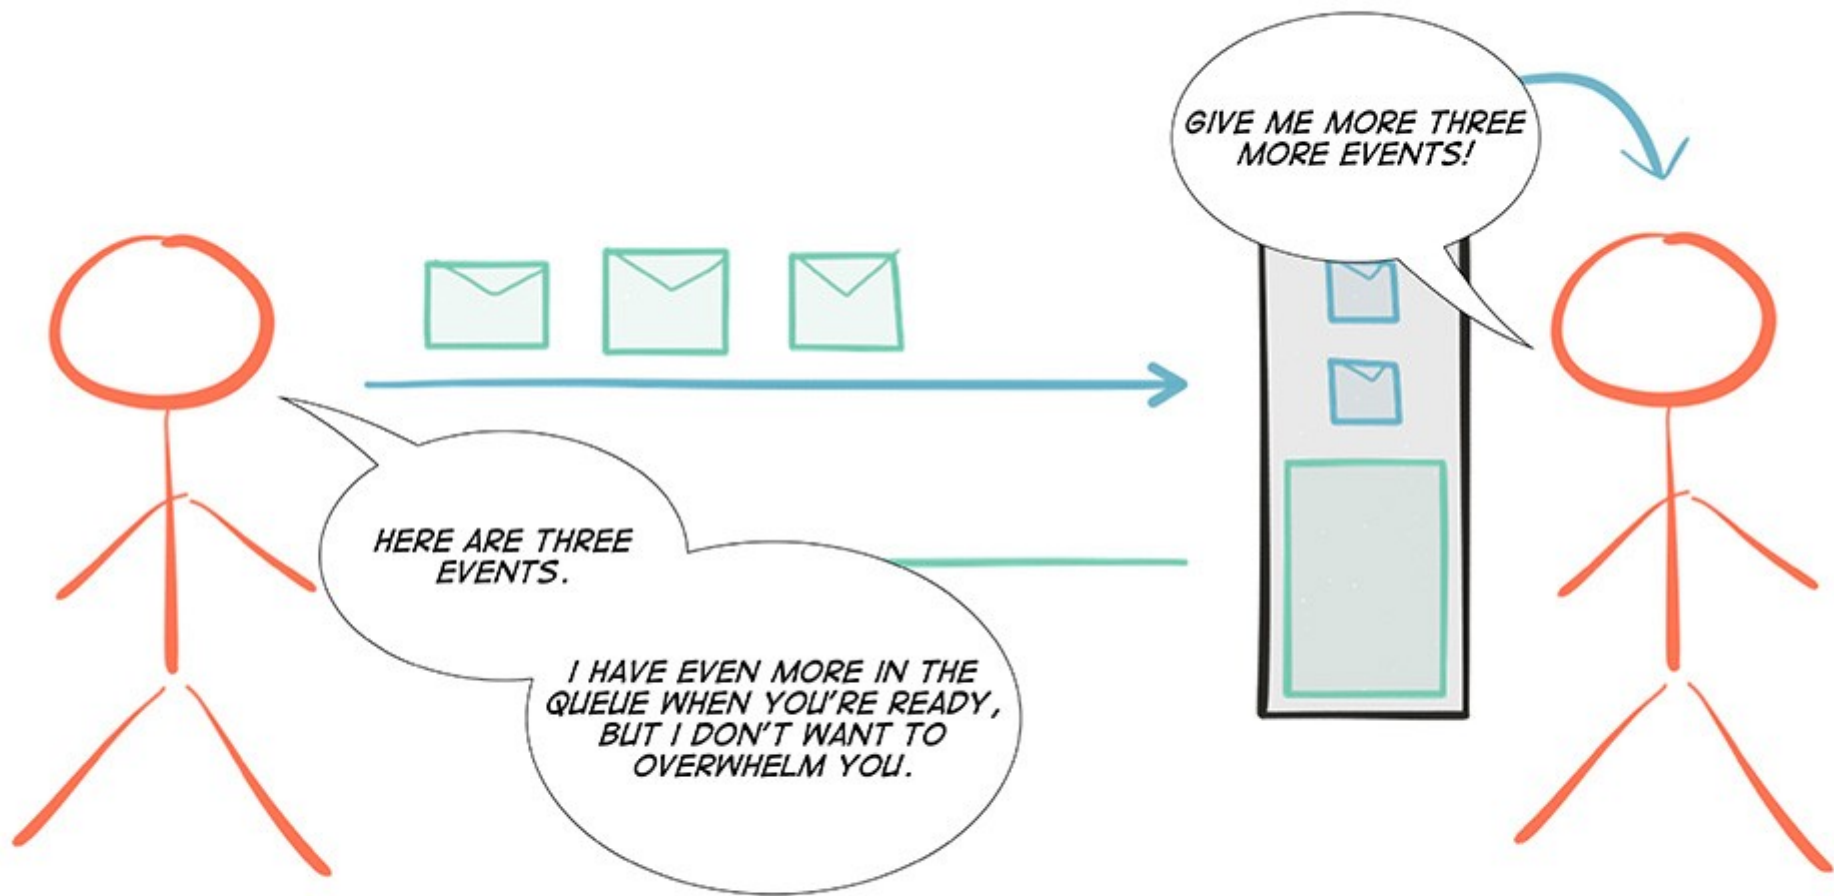 GIVE ME MORE THREE
MORE EVENTS!
HERE ARE THREE
EVENTS.
I HAVE EVEN MORE IN THE
QUEUE WHEN YOU'RE READY,
BUT I DON'T WANT TO
OVERWHELM YOU.